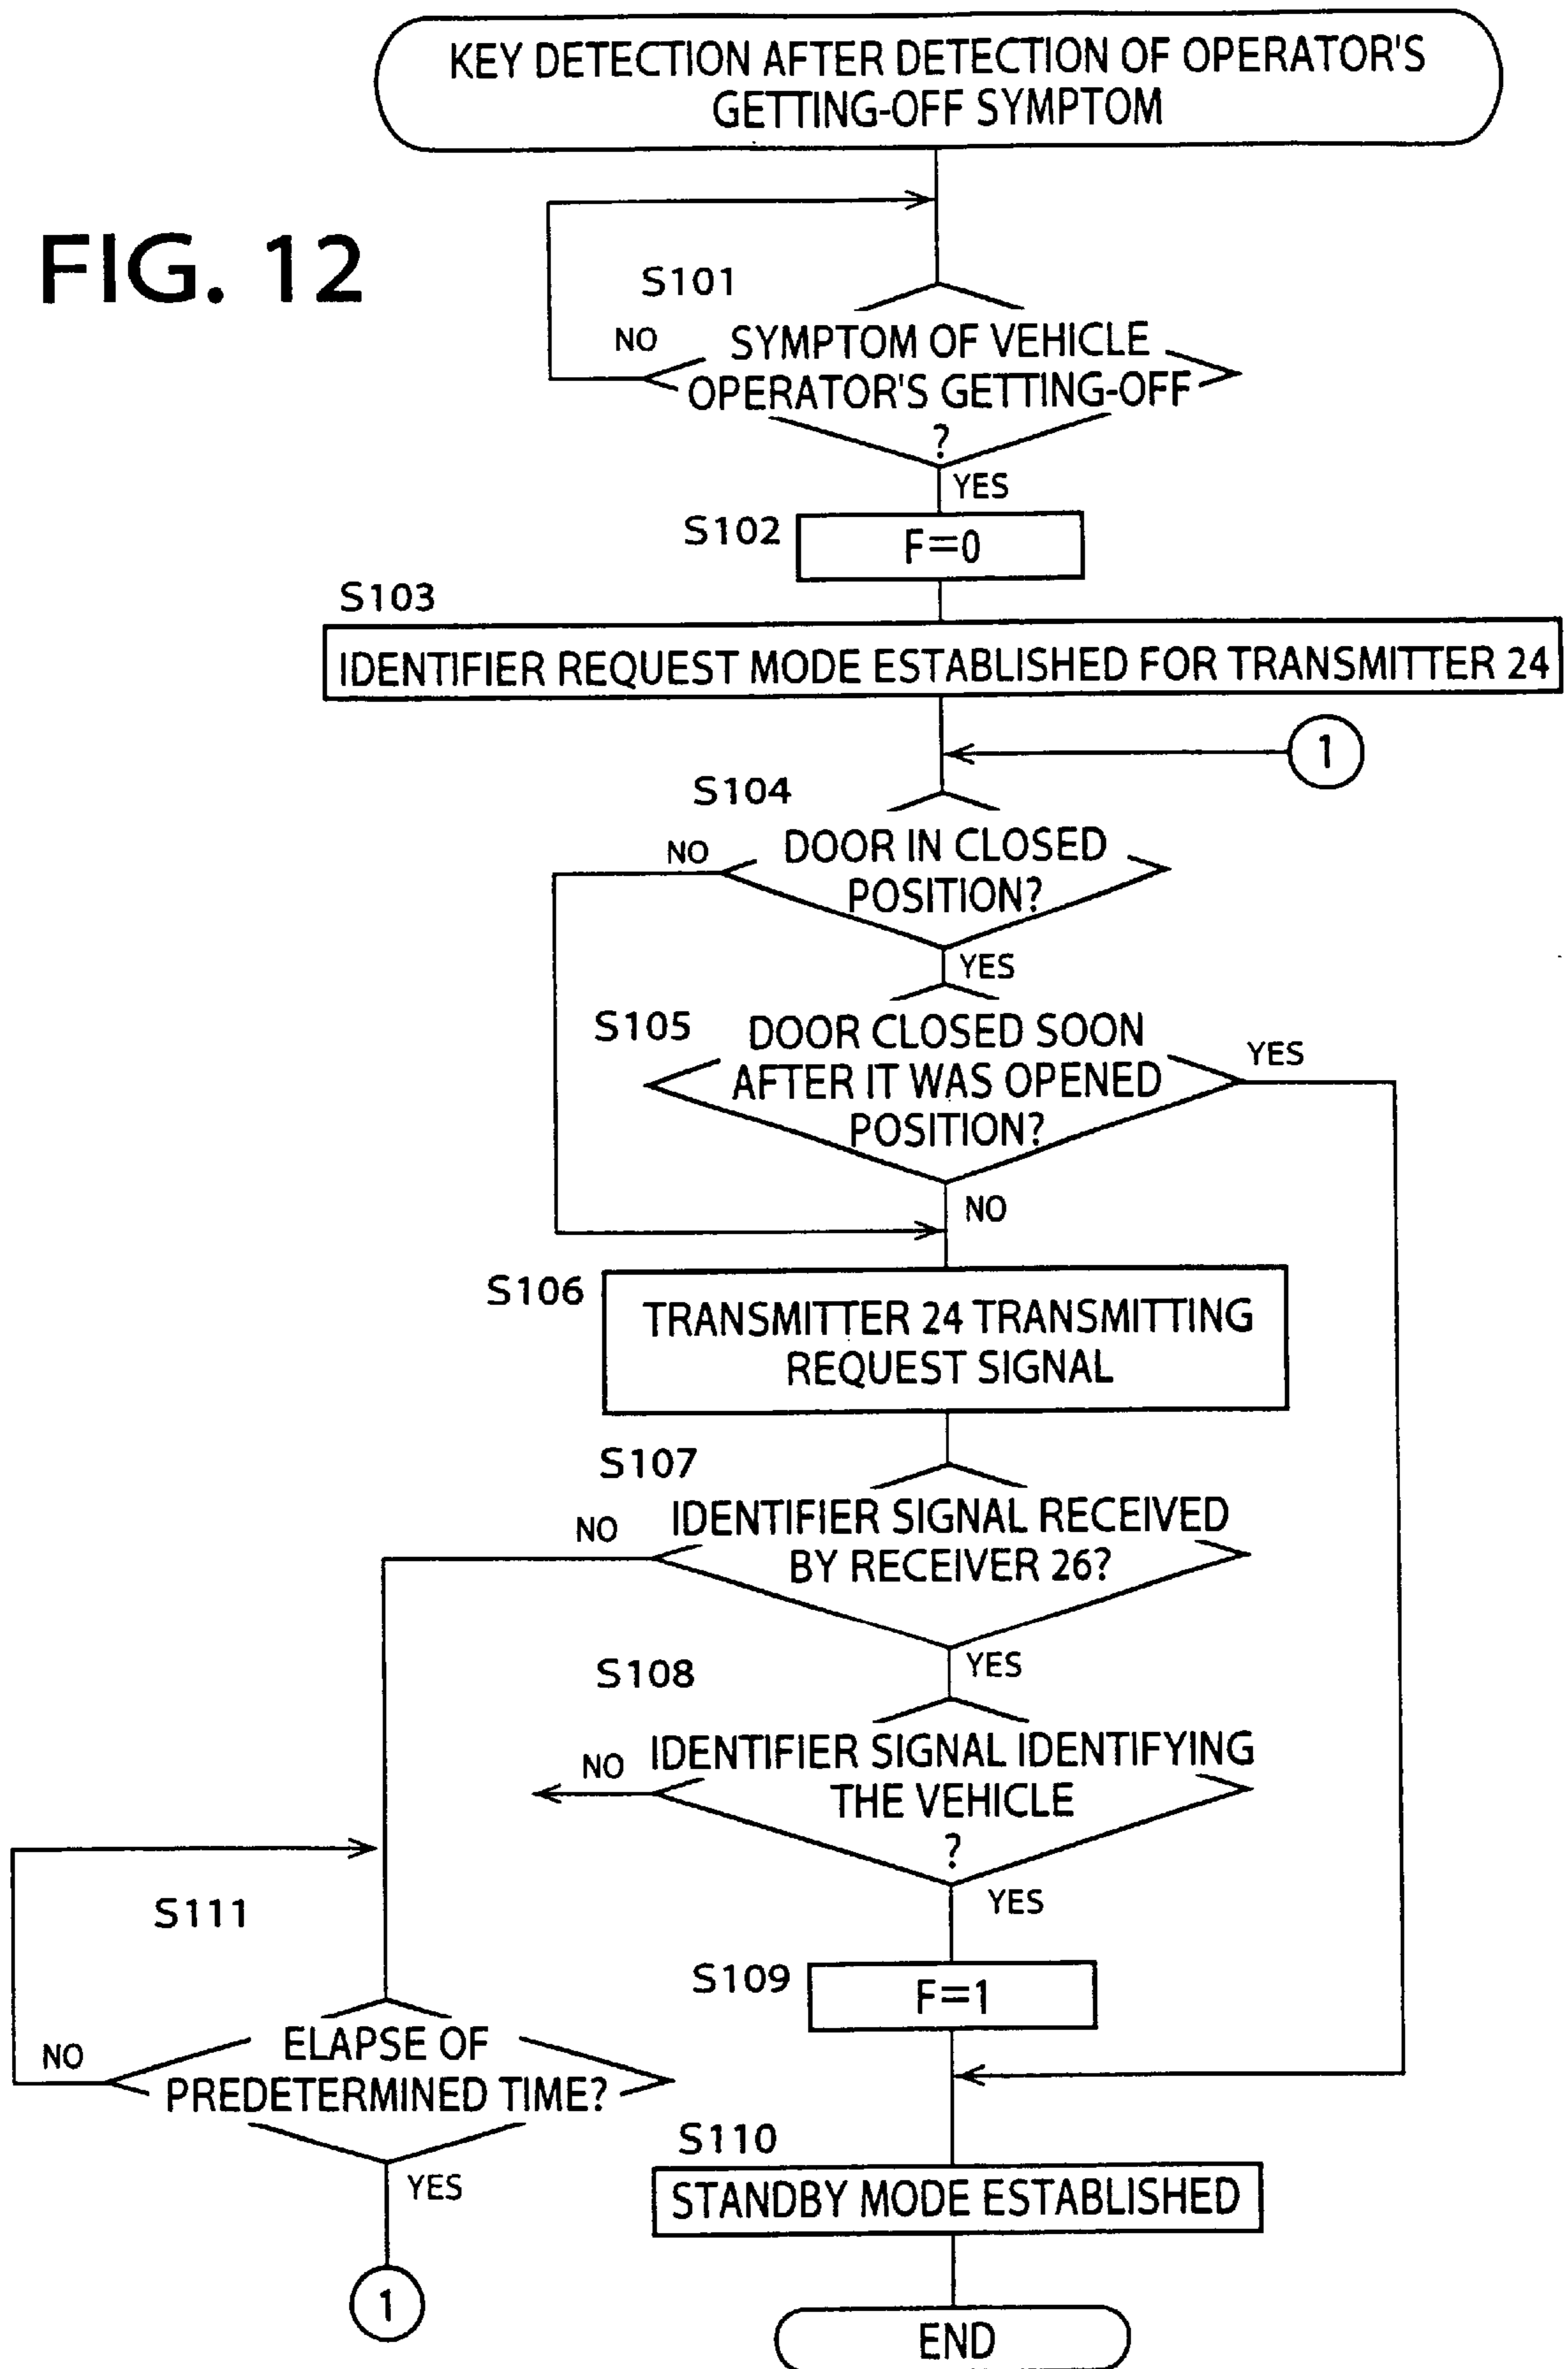 KEY DETECTION AFTER DETECTION OF OPERATOR'S
GETTING-OFF SYMPTOM
FIG. 12
S101
NO
SYMPTOM OF VEHICLE
OPERATOR'S GETTING-OFF
?
YES
S102
F=0
S103
IDENTIFIER REQUEST MODE ESTABLISHED FOR TRANSMITTER 24
1
S104
NO
DOOR IN CLOSED
POSITION?
YES
S105
DOOR CLOSED SOON
AFTER IT WAS OPENED
POSITION?
YES
NO
S106
TRANSMITTER 24 TRANSMITTING
REQUEST SIGNAL
S107
NO
IDENTIFIER SIGNAL RECEIVED
BY RECEIVER 26?
YES
S108
NO
IDENTIFIER SIGNAL IDENTIFYING
THE VEHICLE
?
YES
S109
F=1
S111
NO
ELAPSE OF
PREDETERMINED TIME?
YES
1
S110
STANDBY MODE ESTABLISHED
END